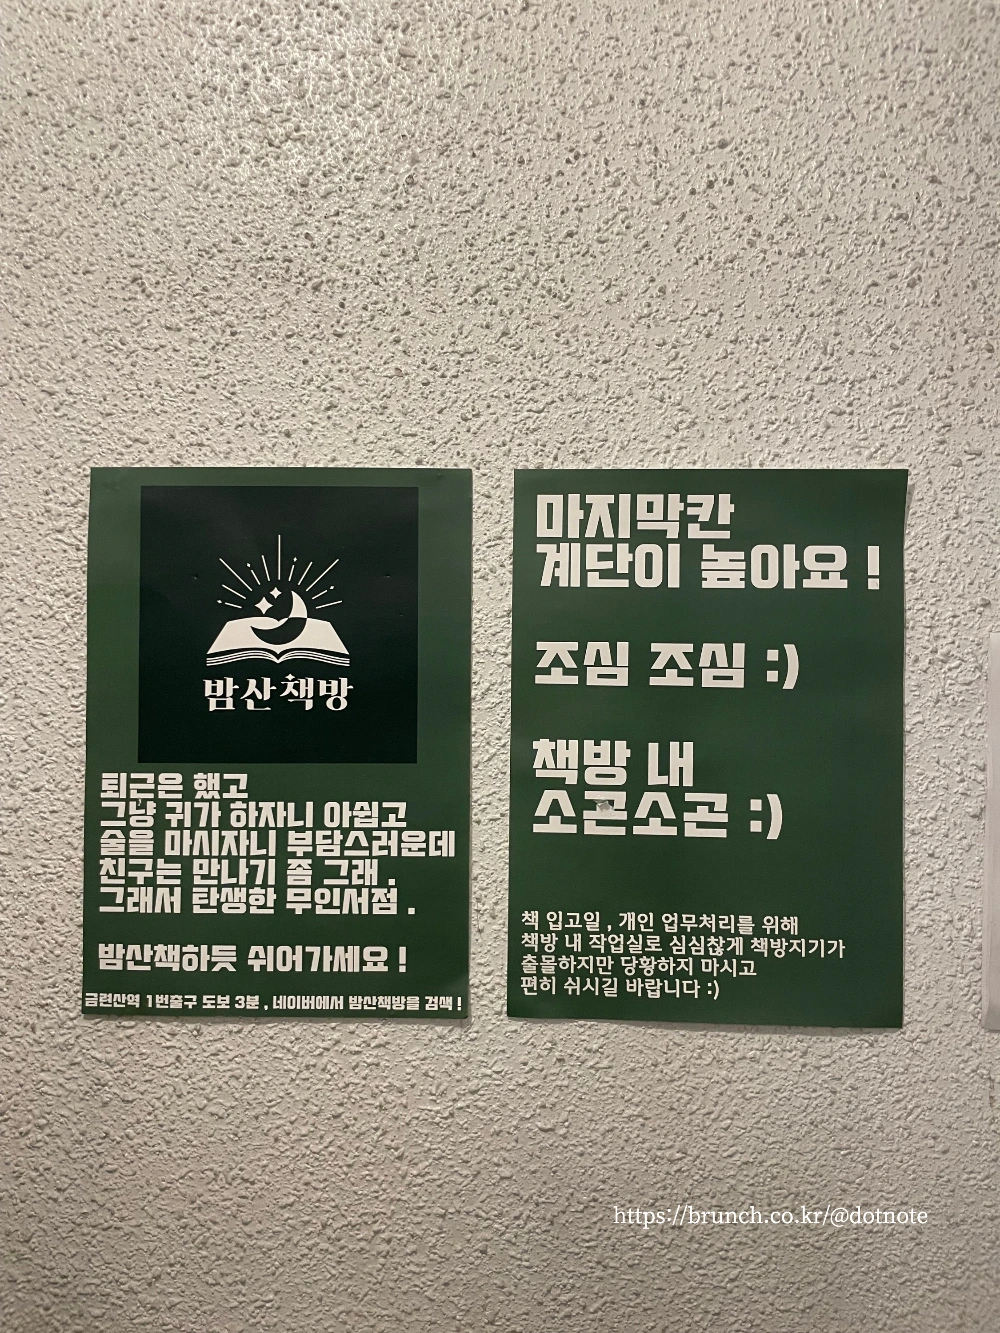 밤산책방
퇴근은 했고
그냥 귀가 하자니 아쉽고
술을 마시자니 부담스러운데
친구는 만나기 좀 그래 .
그래서 탄생한 무인서점 .
밤산책하듯 쉬어가세요 !
금련산역 1번출구 도보 3분 , 네이버에서 밤산책방을 검색 !
마지막칸
계단이 높아요 !
조심 조심 :)
책방 내
소곤소곤 :)
책 입고일 , 개인 업무처리를 위해
책방 내 작업실로 심심찮게 책방지기가
출몰하지만 당황하지 마시고
편히 쉬시길 바랍니다 :)
https://brunch.co.kr/@dotnote